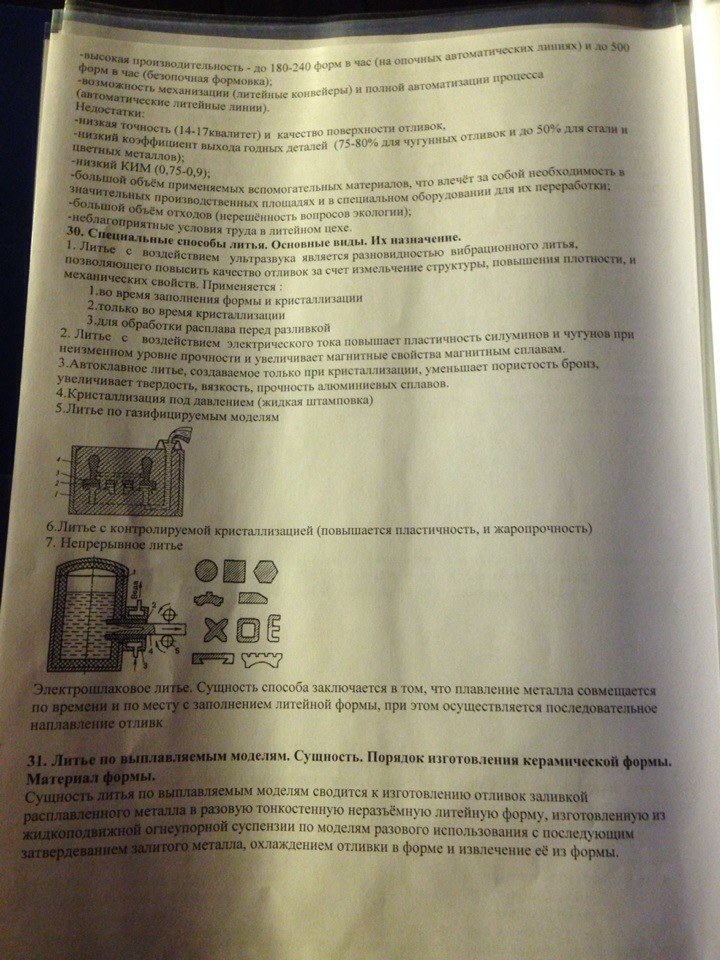 -высокая производительность - до 180-240 форм в час (на опочных автоматических линиях) и до 500
форм в час (безопочная формовка);
-возможность механизации (литейные конвейеры) и полной автоматизации процесса
(автоматические литейные линии).
Недостатки:
-низкая точность (14-17квалитет) и качество поверхности отливок,
-низкий коэффициент выхода годных деталей (75-80% для чугунных отливок и до 50% для стали и
цветных металлов);
-низкий КИМ (0,75-0,9);
-большой объём применяемых вспомогательных материалов, что влечёт за собой необходимость в
значительных производственных площадях и в специальном оборудовании для их переработки;
-большой объём отходов (нерешённость вопросов экологии);
-неблагоприятные условия труда в литейном цехе.
30. Специальные способы литья. Основные виды. Их назначение.
1. Литье с воздействием ультразвука является разновидностью вибрационного литья,
позволяющего повысить качество отливок за счет измельчение структуры, повышения плотности, и
механических свойств. Применяется :
1.во время заполнения формы и кристаллизации
2.только во время кристаллизации
3.для обработки расплава перед разливкой
2. Литье с воздействием электрического тока повышает пластичность силуминов и чугунов при
неизменном уровне прочности и увеличивает магнитные свойства магнитным сплавам.
3.Автоклавное литье, создаваемое только при кристаллизации, уменьшает пористость бронз,
увеличивает твердость, вязкость, прочность алюминиевых сплавов.
4.Кристаллизация под давлением (жидкая штамповка)
5.Литье по газифицируемым моделям
4
3
2
1
6.Литье с контролируемой кристаллизацией (повышается пластичность, и жаропрочность)
7. Непрерывное литье
1
Вода
2
3
4
5
Электрошлаковое литье. Сущность способа заключается в том, что плавление металла совмещается
по времени и по месту с заполнением литейной формы, при этом осуществляется последовательное
наплавление отливк
31. Литье по выплавляемым моделям. Сущность. Порядок изготовления керамической формы.
Материал формы.
Сущность литья по выплавляемым моделям сводится к изготовлению отливок заливкой
расплавленного металла в разовую тонкостенную неразъёмную литейную форму, изготовленную из
жидкоподвижной огнеупорной суспензии по моделям разового использования с последующим
затвердеванием залитого металла, охлаждением отливки в форме и извлечение её из формы.